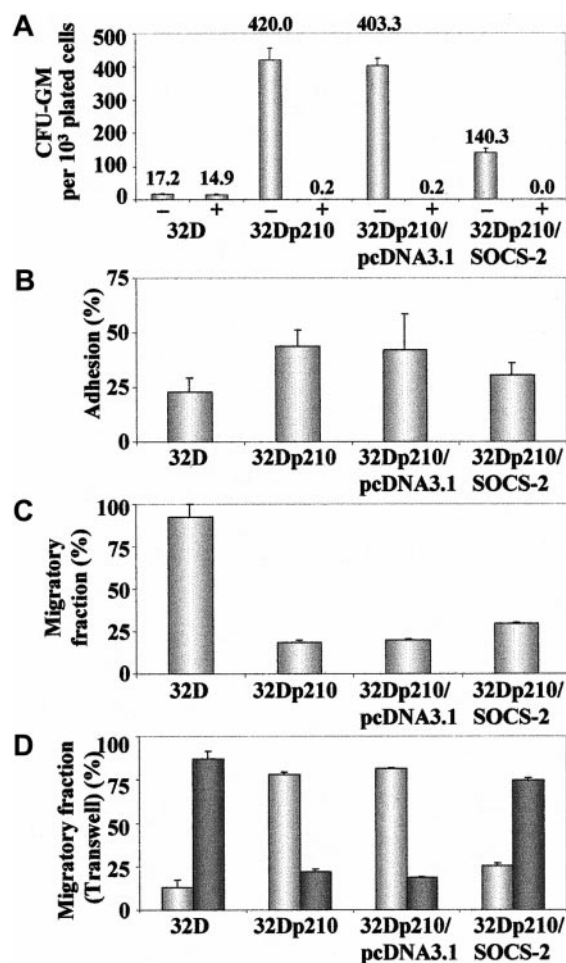 A
CFU-GM
per 10³ plated cells
500
400
300
200
100
0
17.2 14.9 420.0 0.2 403.3 0.2 140.3 0.0
− + − + − + − +
32D 32Dp210 32Dp210/ 32Dp210/
pcDNA3.1 SOCS-2
B
Adhesion (%)
75
50
25
0
32D 32Dp210 32Dp210/ 32Dp210/
pcDNA3.1 SOCS-2
C
Migratory
fraction (%)
100
75
50
25
0
32D 32Dp210 32Dp210/ 32Dp210/
pcDNA3.1 SOCS-2
D
Migratory fraction
(Transwell) (%)
100
75
50
25
0
32D 32Dp210 32Dp210/ 32Dp210/
pcDNA3.1 SOCS-2